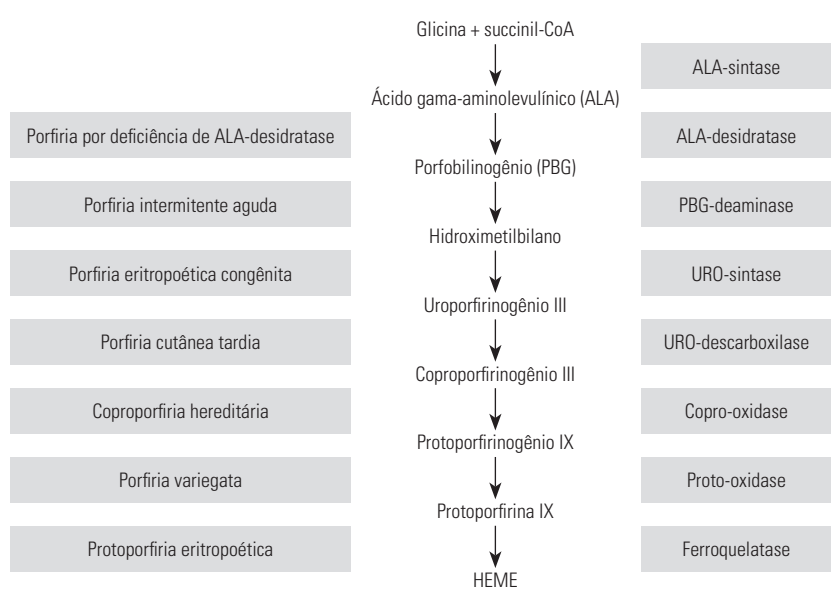 Glicina + succinil-CoA
ALA-sintase
Ácido gama-aminolevulínico (ALA)
Porfiria por deficiência de ALA-desidratase
ALA-desidratase
Porfobilinogênio (PBG)
Porfiria intermitente aguda
PBG-deaminase
Hidroximetilbilano
Porfiria eritropoética congênita
URO-sintase
Uroporfirinogênio III
Porfiria cutânea tardia
URO-descarboxilase
Coproporfirinogênio III
Coproporfiria hereditária
Copro-oxidase
Protoporfirinogênio IX
Porfiria variegata
Proto-oxidase
Protoporfirina IX
Protoporfiria eritropoética
Ferroquelatase
HEME